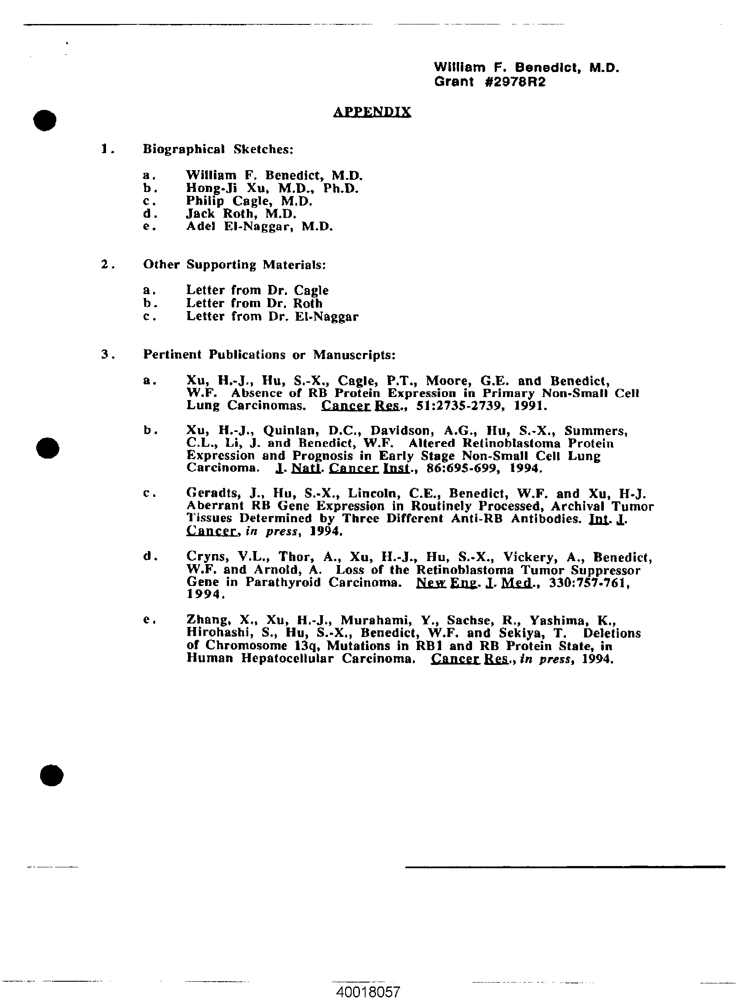 William F. Benedict, M.D.
Grant #2978R2
APPENDIX
1. Biographical Sketches:
a. William F. Benedict, M.D.
b. Hong-Ji Xu, M.D., Ph.D.
c. Philip Cagle, M.D.
d. Jack Roth, M.D.
e. Adel El-Naggar, M.D.
2. Other Supporting Materials:
a. Letter from Dr. Cagle
b. Letter from Dr. Roth
c. Letter from Dr. El-Naggar
3. Pertinent Publications or Manuscripts:
a. Xu, H.-J., Hu, S.-X., Cagle, P.T., Moore, G.E. and Benedict,
W.F. Absence of RB Protein Expression in Primary Non-Small Cell
Lung Carcinomas. Cancer Res., 51:2735-2739, 1991.
b. Xu, H.-J., Quinlan, D.C., Davidson, A.G., Hu, S.-X., Summers,
C.L., Li, J. and Benedict, W.F. Altered Retinoblastoma Protein
Expression and Prognosis in Early Stage Non-Small Cell Lung
Carcinoma. J. Natl. Cancer Inst., 86:695-699, 1994.
c. Geradts, J., Hu, S.-X., Lincoln, C.E., Benedict, W.F. and Xu, H-J.
Aberrant RB Gene Expression in Routinely Processed, Archival Tumor
Tissues Determined by Three Different Anti-RB Antibodies. Int. J.
Cancer, in press, 1994.
d. Cryns, V.L., Thor, A., Xu, H.-J., Hu, S.-X., Vickery, A., Benedict,
W.F. and Arnold, A. Loss of the Retinoblastoma Tumor Suppressor
Gene in Parathyroid Carcinoma. New Eng. J. Med., 330:757-761,
1994.
e. Zhang, X., Xu, H.-J., Murahami, Y., Sachse, R., Yashima, K.,
Hirohashi, S., Hu, S.-X., Benedict, W.F. and Sekiya, T. Deletions
of Chromosome 13q, Mutations in RB1 and RB Protein State, in
Human Hepatocellular Carcinoma. Cancer Res., in press, 1994.
40018057